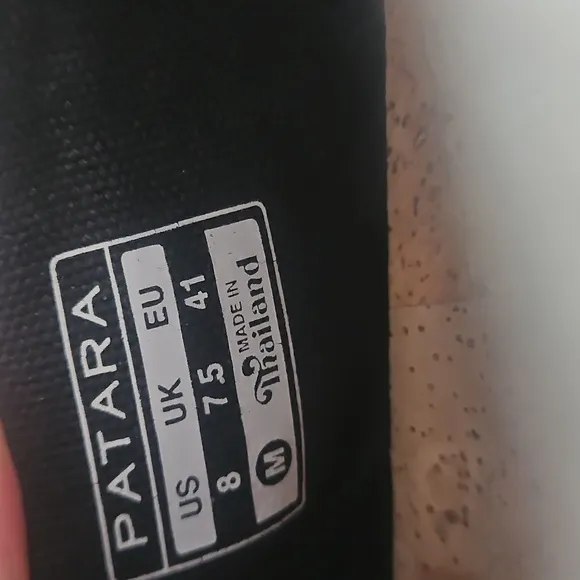 PATARA
US UK EU
8 7.5 41
M MADE IN
Thailand